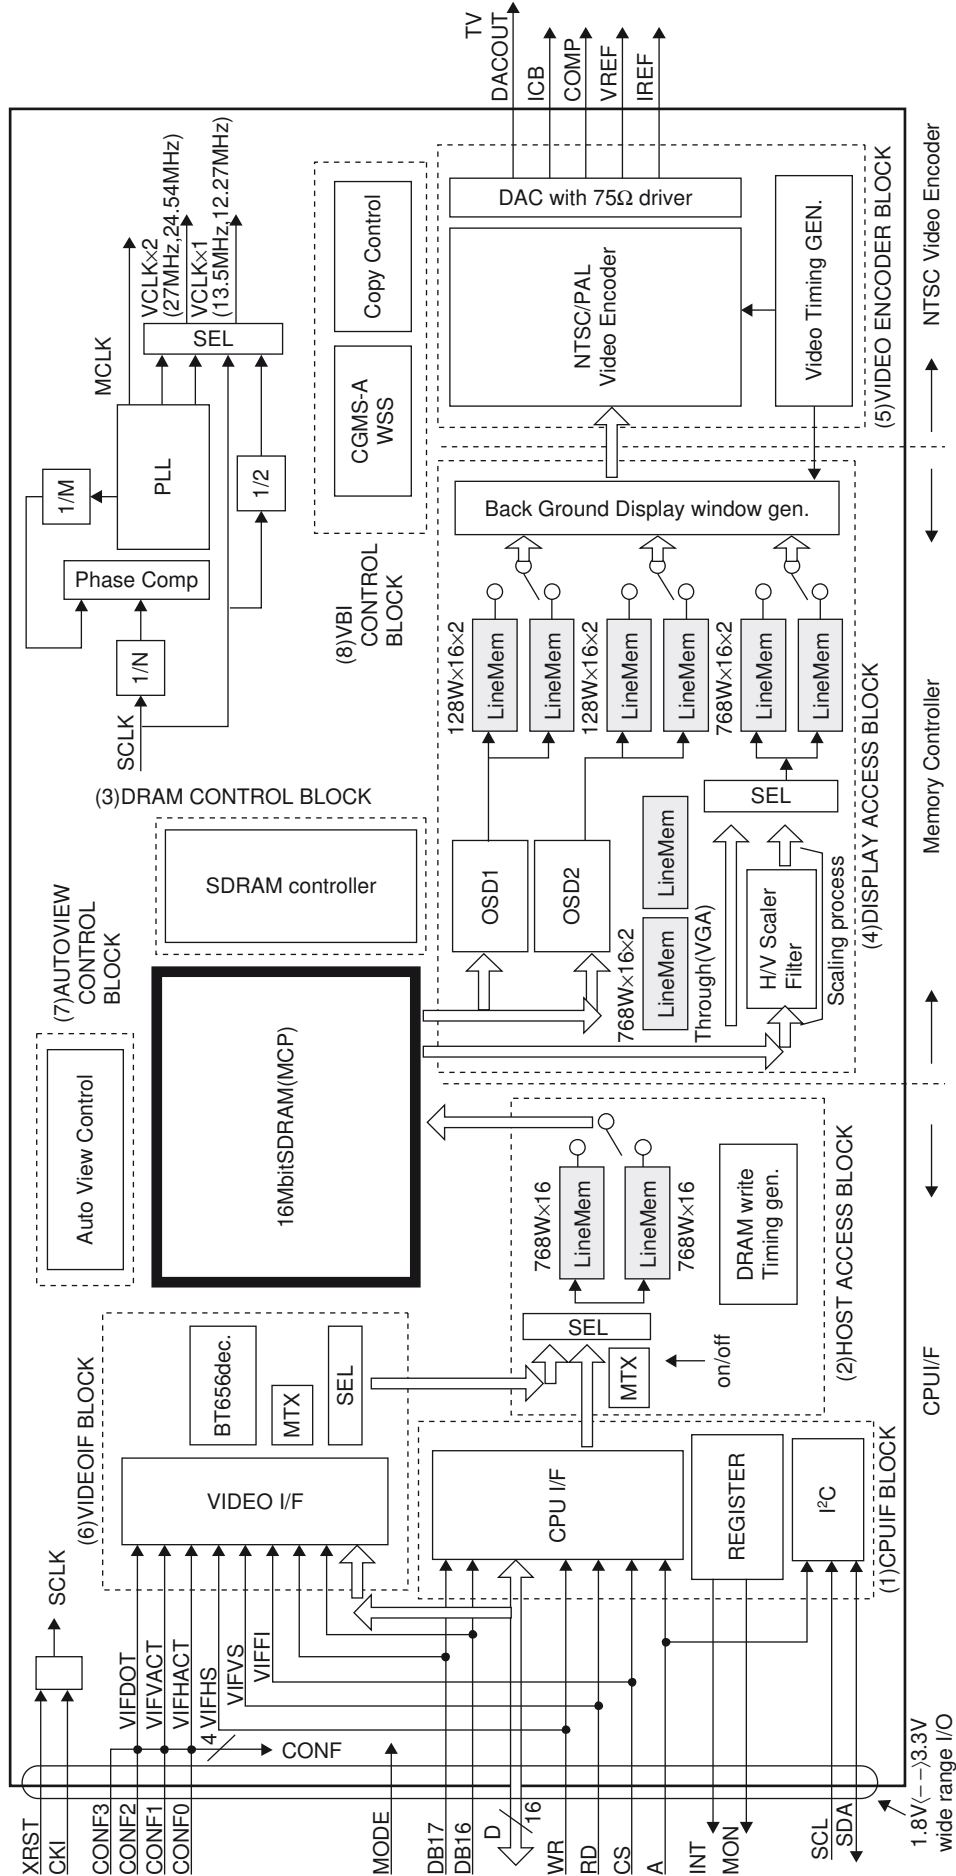 XRST
CKI
CONF3
CONF2
CONF1
CONF0
MODE
DB17
DB16
D
16
WR
RD
CS
A
INT
MON
SCL
SDA
1.8V(−−)3.3V
wide range I/O
SCLK
VIFDOT
VIFVACT
VIFHACT
4
VIFHS
VIFVS
VIFFI
CONF
(6)VIDEOIF BLOCK
VIDEO I/F
BT656dec.
MTX
SEL
(1)CPUIF BLOCK
CPU I/F
REGISTER
I²C
(7)AUTOVIEW
CONTROL
BLOCK
Auto View Control
16MbitSDRAM(MCP)
(2)HOST ACCESS BLOCK
SEL
MTX
on/off
768W×16
LineMem
LineMem
768W×16
DRAM write
Timing gen.
(3)DRAM CONTROL BLOCK
SDRAM controller
SCLK
1/N
Phase Comp
1/M
PLL
MCLK
1/2
SEL
VCLK×2
(27MHz,24.54MHz)
VCLK×1
(13.5MHz,12.27MHz)
(8)VBI
CONTROL
BLOCK
CGMS-A
WSS
Copy Control
(4)DISPLAY ACCESS BLOCK
OSD1
OSD2
768W×16×2
LineMem
LineMem
Through(VGA)
H/V Scaler
Filter
Scaling process
SEL
128W×16×2
LineMem
LineMem
128W×16×2
LineMem
LineMem
768W×16×2
LineMem
LineMem
Back Ground Display window gen.
(5)VIDEO ENCODER BLOCK
NTSC/PAL
Video Encoder
DAC with 75Ω driver
Video Timing GEN.
TV
DACOUT
ICB
COMP
VREF
IREF
CPUI/F
Memory Controller
NTSC Video Encoder